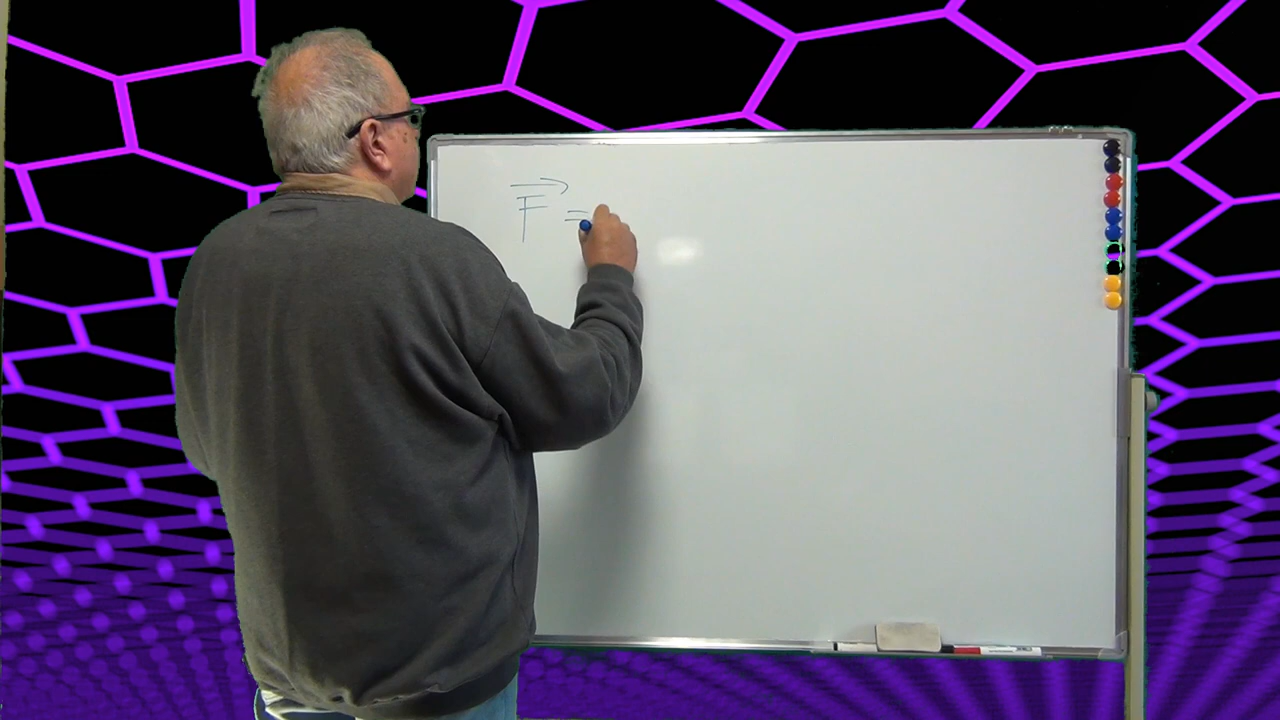 F⃗ =